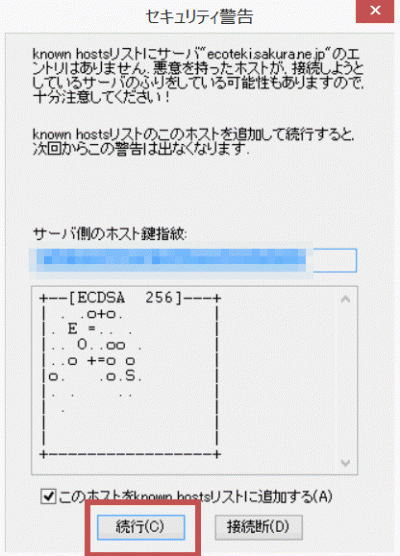 セキュリティ警告
known hostsリストにサーバ"ecoteki.sakura.ne.jp"のエ
ントリはありません. 悪意を持ったホストが, 接続しようと
しているサーバのふりをしている可能性もありますので,
十分注意してください!
known hostsリストのこのホストを追加して続行すると,
次回からこの警告は出なくなります.
サーバ側のホスト鍵指紋:
+--[ECDSA  256]---+
|  . .o+o.        |
| . E =.. .       |
| .. O..oo .      |
|..o +=o o        |
|o.   .o.S.       |
| . .    ..       |
|  .              |
|                 |
|                 |
+-----------------+
このホストをknown hostsリストに追加する(A)
続行(C)
接続断(D)